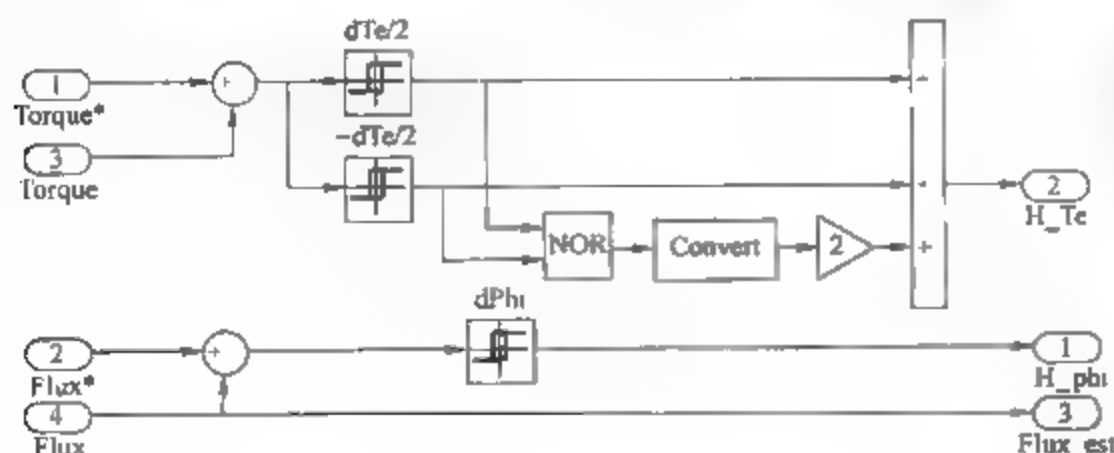 dTe/2
1
Torque*
-dTe/2
3
Torque
2
H_Te
NOR
Convert
2
dPhi
2
Flux*
1
H_phi
4
Flux
3
Flux_est